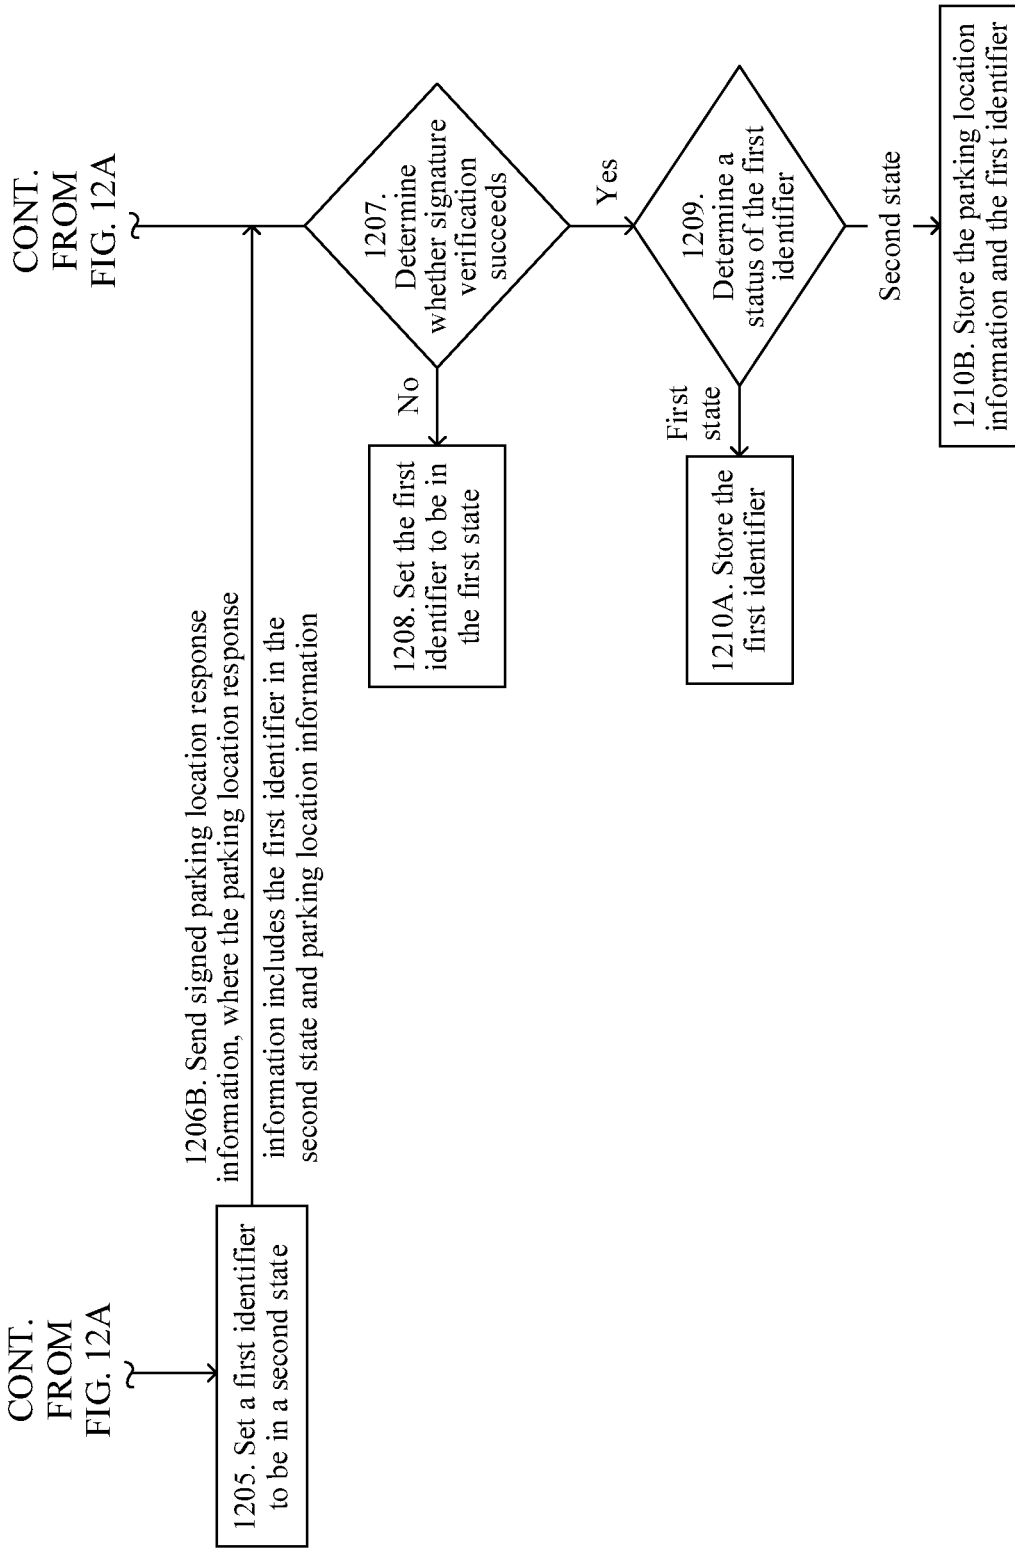 CONT.
FROM
FIG. 12A
CONT.
FROM
FIG. 12A
1205. Set a first identifier
to be in a second state
1206B. Send signed parking location response
information, where the parking location response
information includes the first identifier in the
second state and parking location information
1207.
Determine
whether signature
verification
succeeds
No
1208. Set the first
identifier to be in
the first state
Yes
1209.
Determine a
status of the first
identifier
First
state
1210A. Store the
first identifier
Second state
1210B. Store the parking location
information and the first identifier